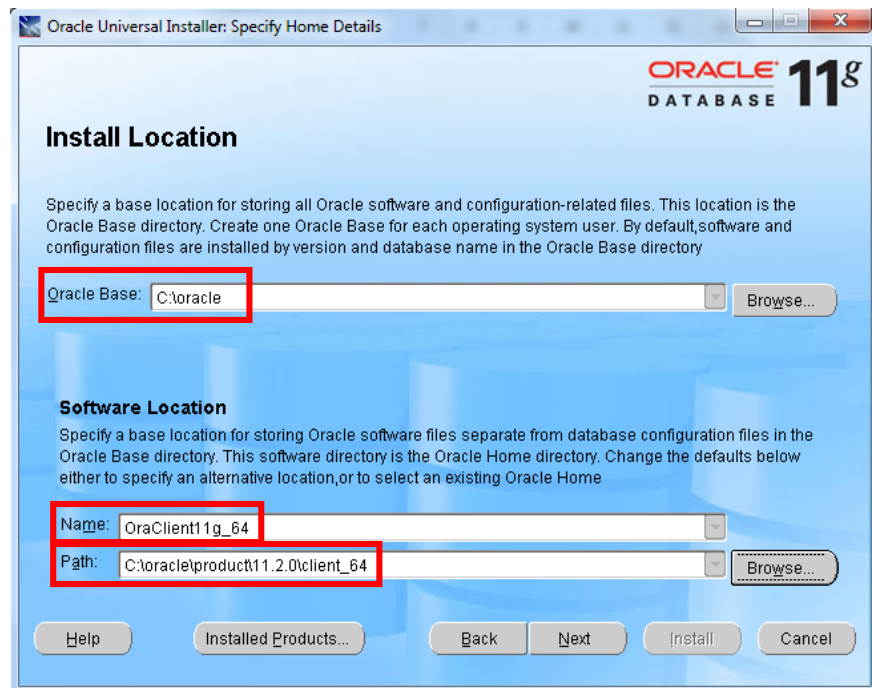 Oracle Universal Installer: Specify Home Details
ORACLE 11g
DATABASE
Install Location
Specify a base location for storing all Oracle software and configuration-related files. This location is the
Oracle Base directory. Create one Oracle Base for each operating system user. By default,software and
configuration files are installed by version and database name in the Oracle Base directory
Oracle Base: C:\oracle Browse...
Software Location
Specify a base location for storing Oracle software files separate from database configuration files in the
Oracle Base directory. This software directory is the Oracle Home directory. Change the defaults below
either to specify an alternative location,or to select an existing Oracle Home
Name: OraClient11g_64
Path: C:\oracle\product\11.2.0\client_64 Browse...
Help Installed Products... Back Next Install Cancel